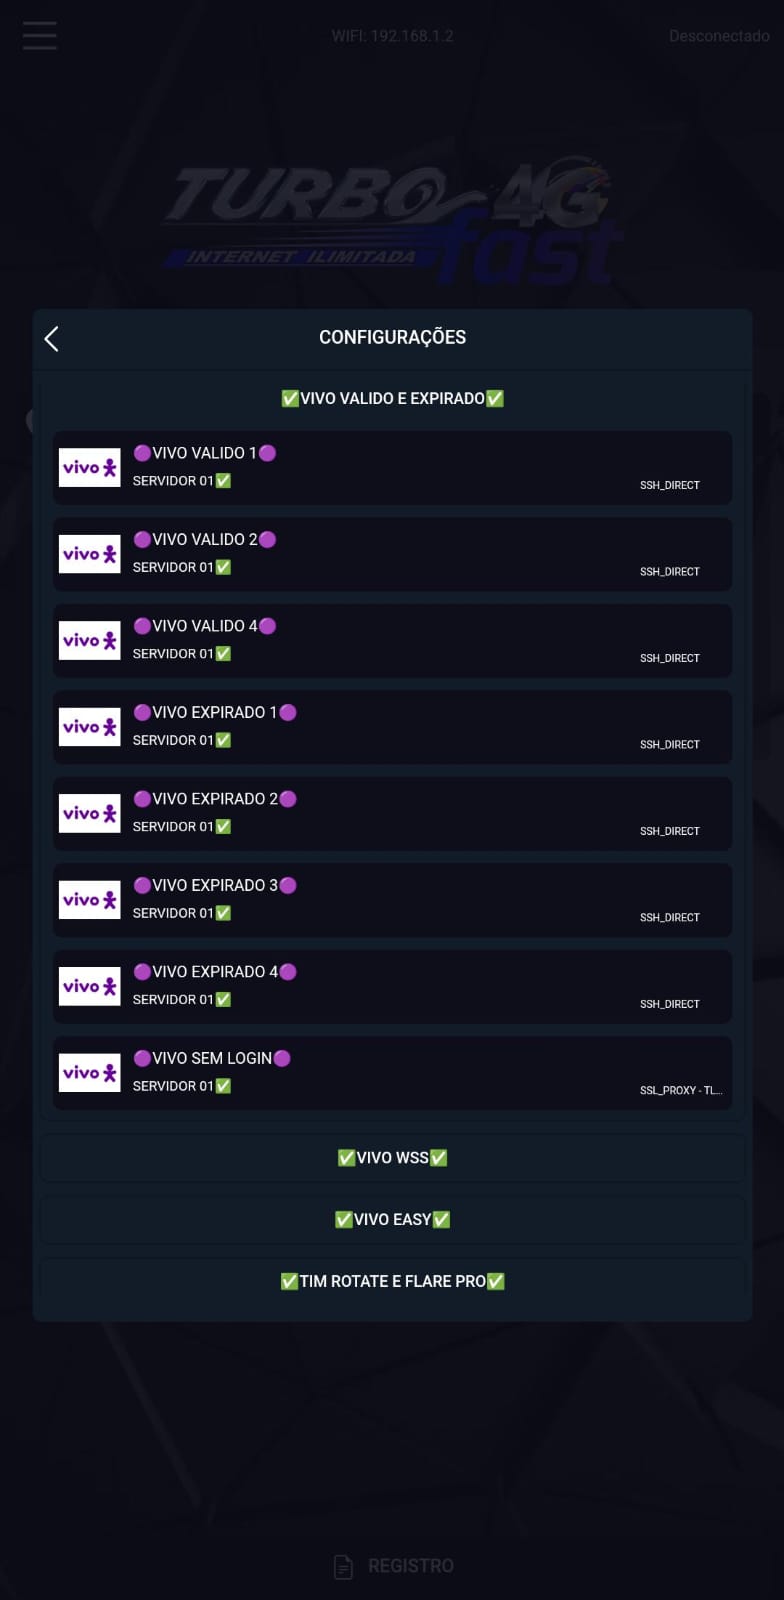 WIFI: 192.168.1.2
Desconectado
TURBO 4G
fast
INTERNET ILIMITADA
CONFIGURAÇÕES
✅VIVO VALIDO E EXPIRADO✅
vivo
🟣VIVO VALIDO 1🟣
SERVIDOR 01✅
SSH_DIRECT
vivo
🟣VIVO VALIDO 2🟣
SERVIDOR 01✅
SSH_DIRECT
vivo
🟣VIVO VALIDO 4🟣
SERVIDOR 01✅
SSH_DIRECT
vivo
🟣VIVO EXPIRADO 1🟣
SERVIDOR 01✅
SSH_DIRECT
vivo
🟣VIVO EXPIRADO 2🟣
SERVIDOR 01✅
SSH_DIRECT
vivo
🟣VIVO EXPIRADO 3🟣
SERVIDOR 01✅
SSH_DIRECT
vivo
🟣VIVO EXPIRADO 4🟣
SERVIDOR 01✅
SSH_DIRECT
vivo
🟣VIVO SEM LOGIN🟣
SERVIDOR 01✅
SSL_PROXY - TL...
✅VIVO WSS✅
✅VIVO EASY✅
✅TIM ROTATE E FLARE PRO✅
REGISTRO